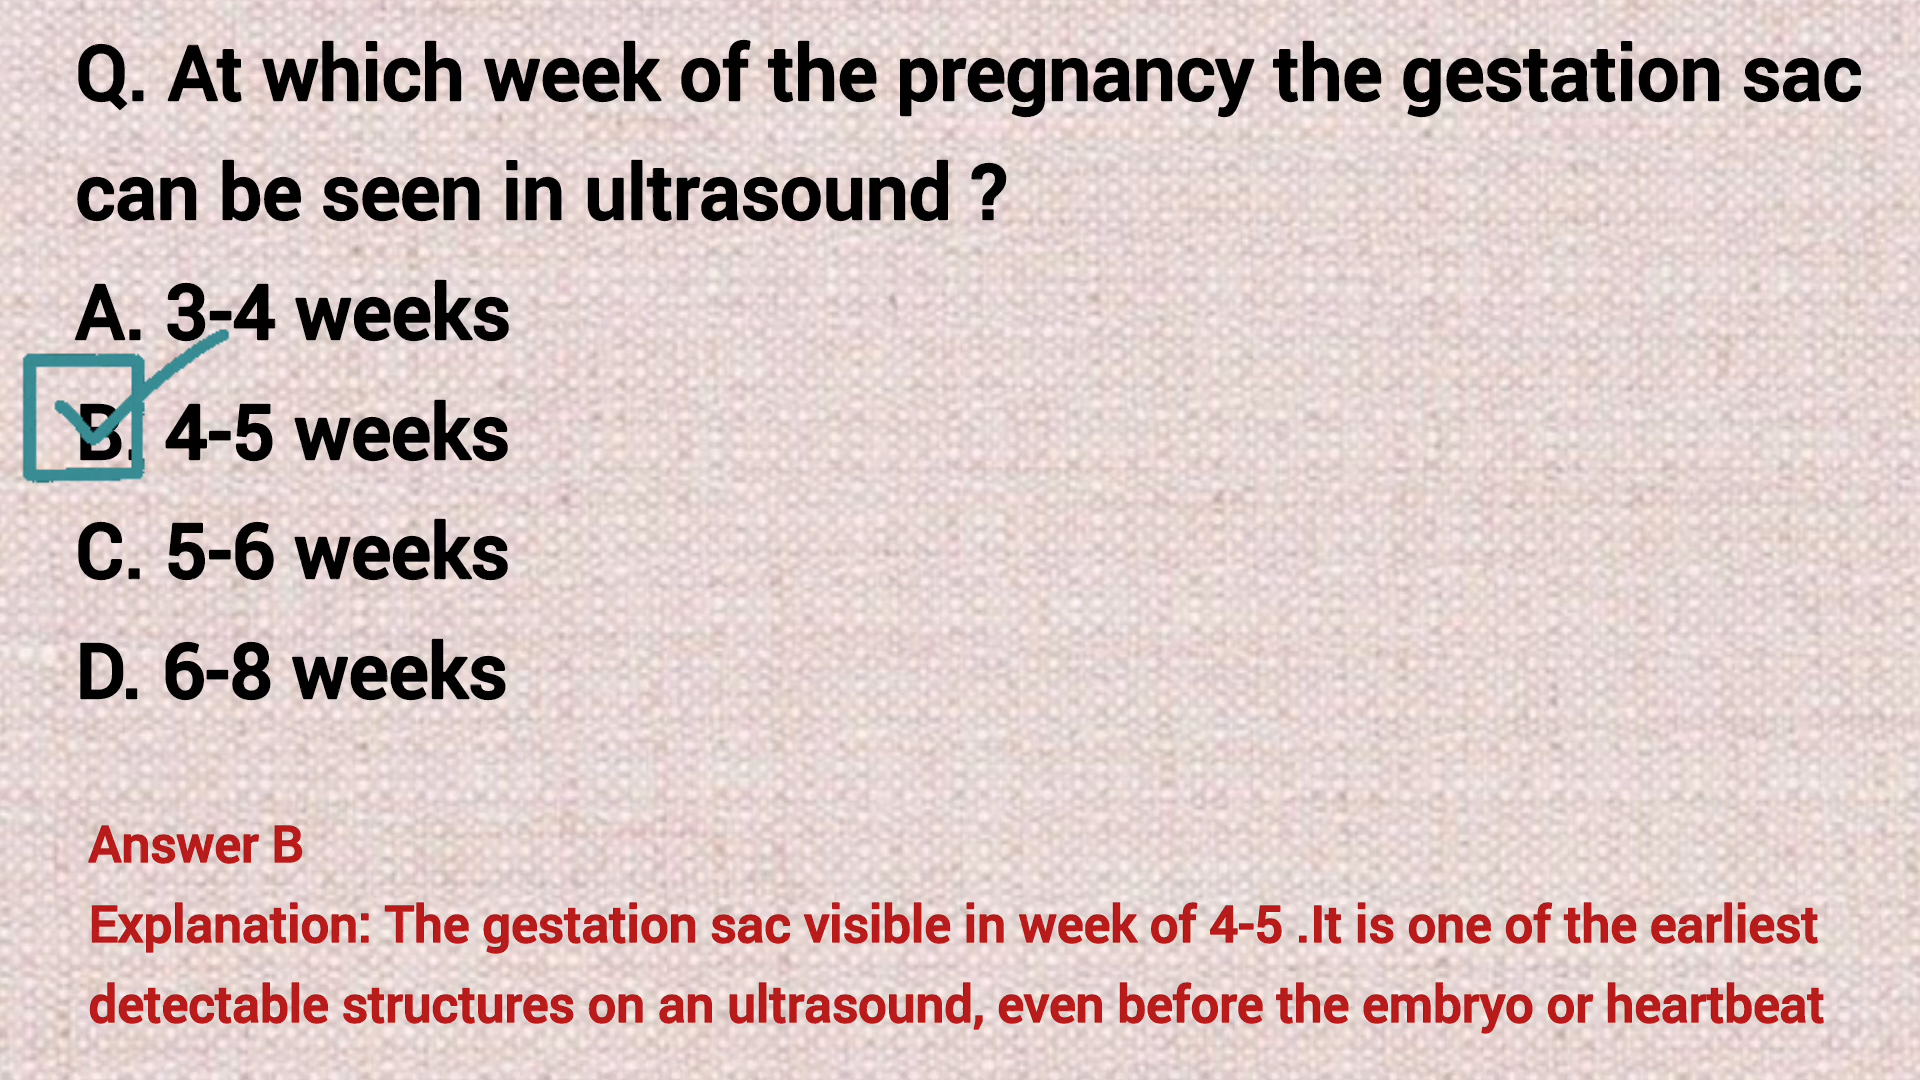 Q. At which week of the pregnancy the gestation sac
can be seen in ultrasound ?
A. 3-4 weeks
B. 4-5 weeks
C. 5-6 weeks
D. 6-8 weeks
Answer B
Explanation: The gestation sac visible in week of 4-5 .It is one of the earliest
detectable structures on an ultrasound, even before the embryo or heartbeat